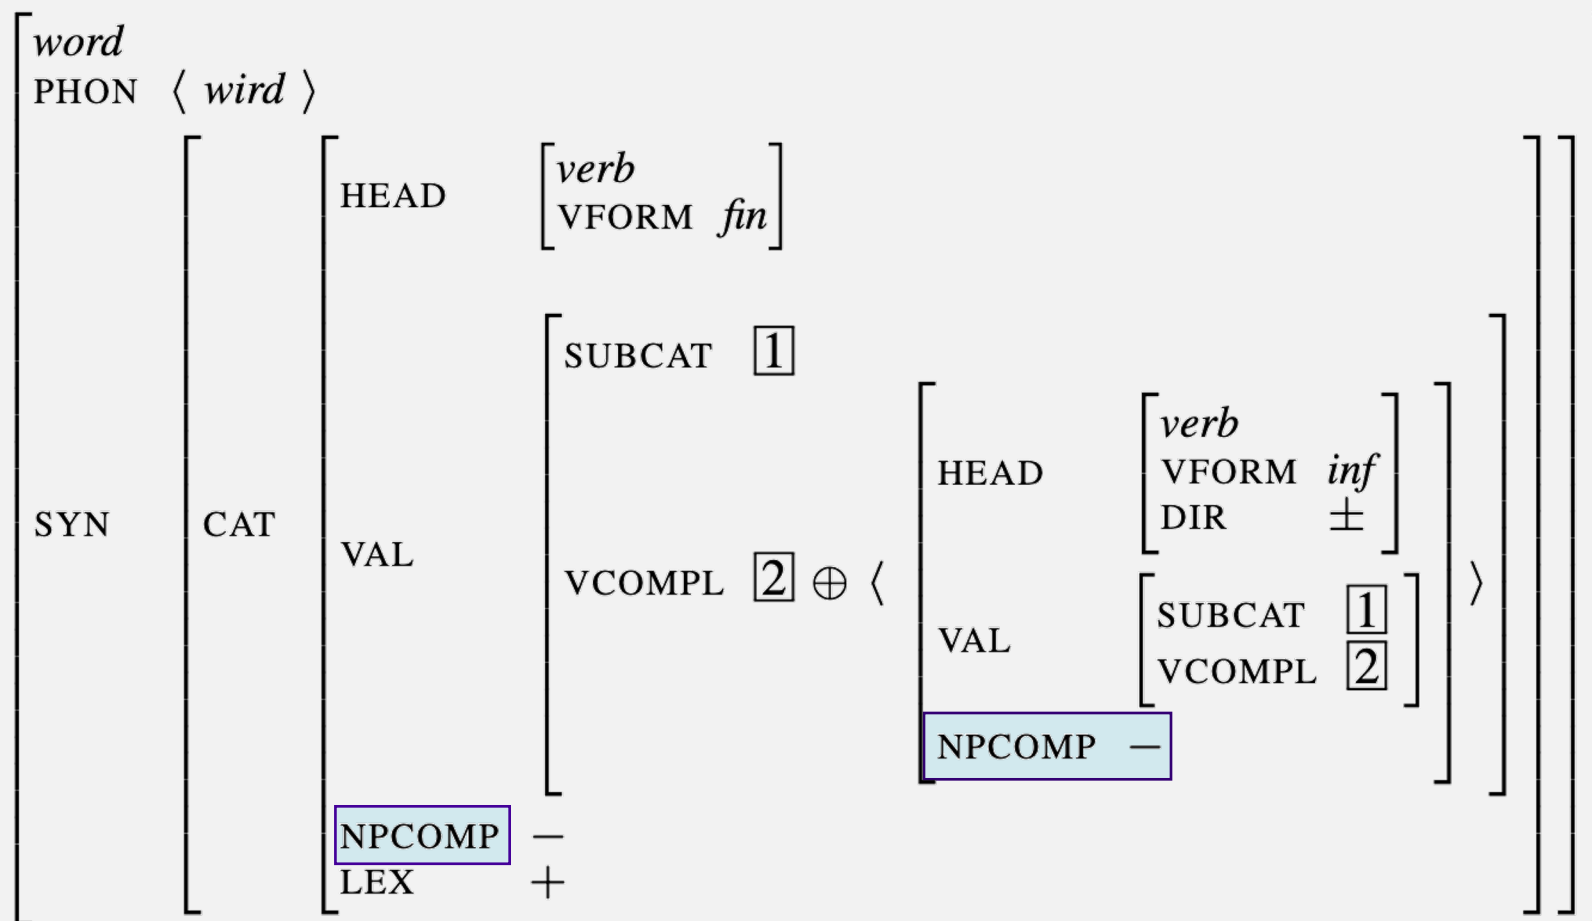 word
PHON ⟨ wird ⟩
HEAD
verb
VFORM fin
SUBCAT 1
HEAD
verb
VFORM inf
DIR ±
SYN CAT VAL
VCOMPL 2 ⊕ ⟨ ⟩
VAL
SUBCAT 1
VCOMPL 2
NPCOMP −
NPCOMP −
LEX +